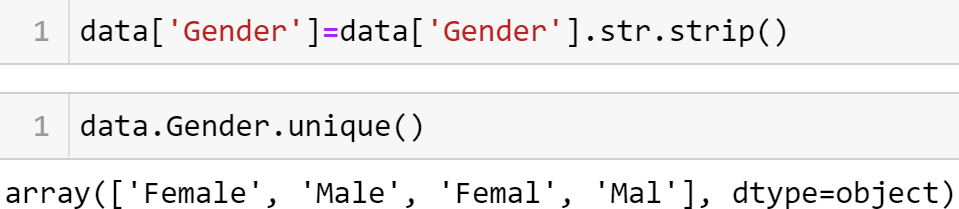 1 data['Gender']=data['Gender'].str.strip()
1 data.Gender.unique()
array(['Female', 'Male', 'Femal', 'Mal'], dtype=object)